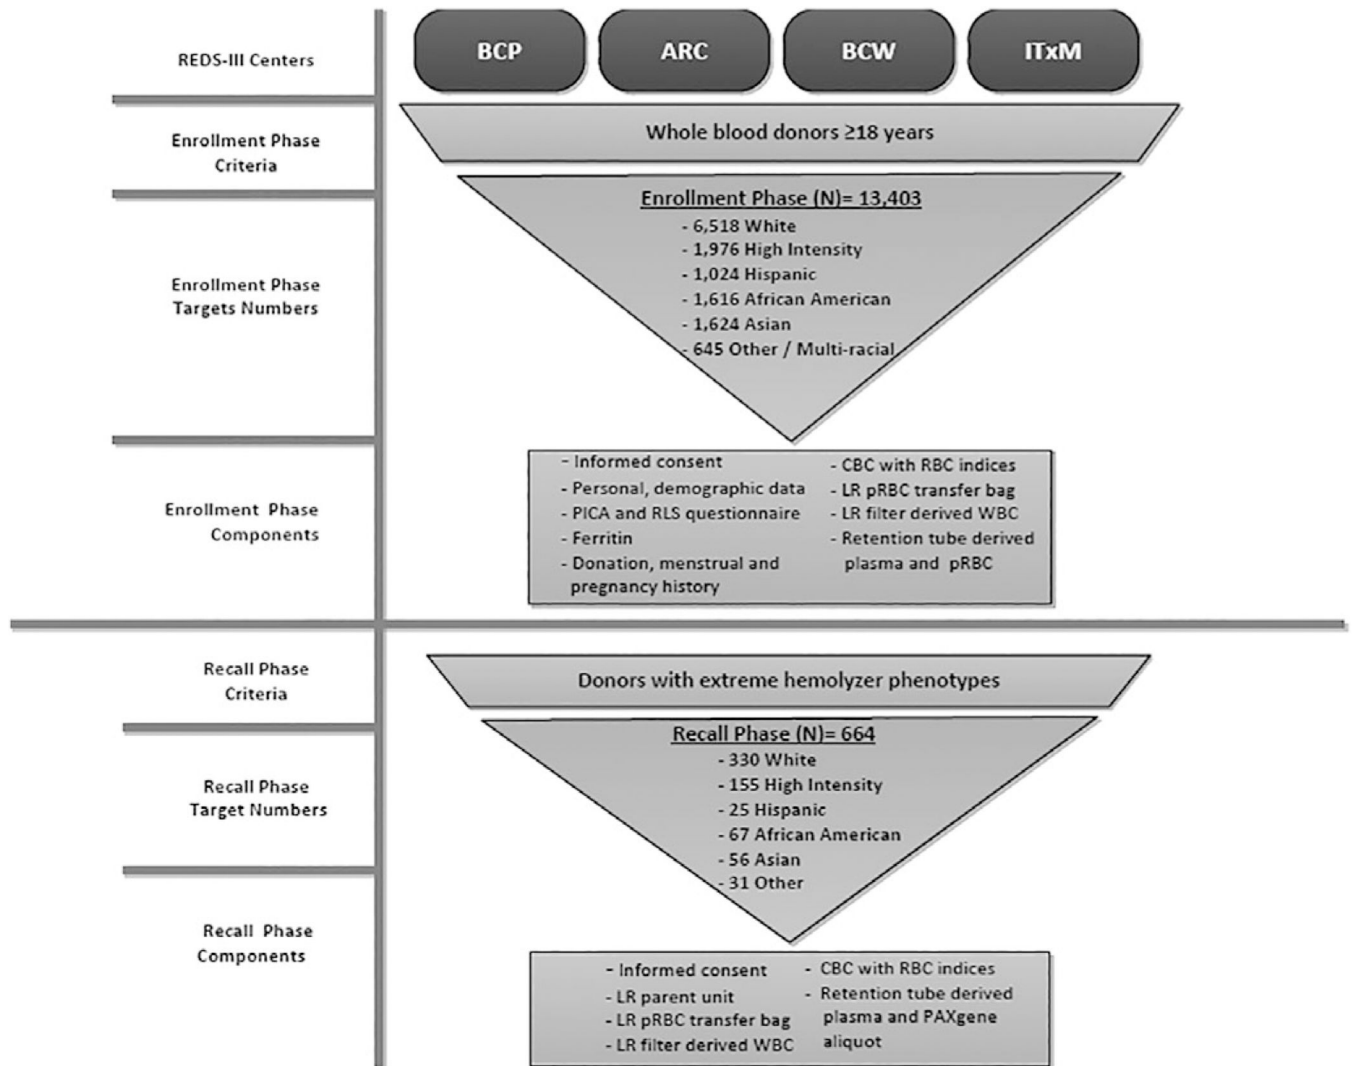 REDS-III Centers
BCP
ARC
BCW
ITxM
Enrollment Phase
Criteria
Whole blood donors ≥18 years
Enrollment Phase
Targets Numbers
Enrollment Phase (N)= 13,403
- 6,518 White
- 1,976 High Intensity
- 1,024 Hispanic
- 1,616 African American
- 1,624 Asian
- 645 Other / Multi-racial
Enrollment Phase
Components
- Informed consent
- Personal, demographic data
- PICA and RLS questionnaire
- Ferritin
- Donation, menstrual and
pregnancy history
- CBC with RBC indices
- LR pRBC transfer bag
- LR filter derived WBC
- Retention tube derived
plasma and pRBC
Recall Phase
Criteria
Donors with extreme hemolyzer phenotypes
Recall Phase
Target Numbers
Recall Phase (N)= 664
- 330 White
- 155 High Intensity
- 25 Hispanic
- 67 African American
- 56 Asian
- 31 Other
Recall Phase
Components
- Informed consent
- LR parent unit
- LR pRBC transfer bag
- LR filter derived WBC
- CBC with RBC indices
- Retention tube derived
plasma and PAXgene
aliquot